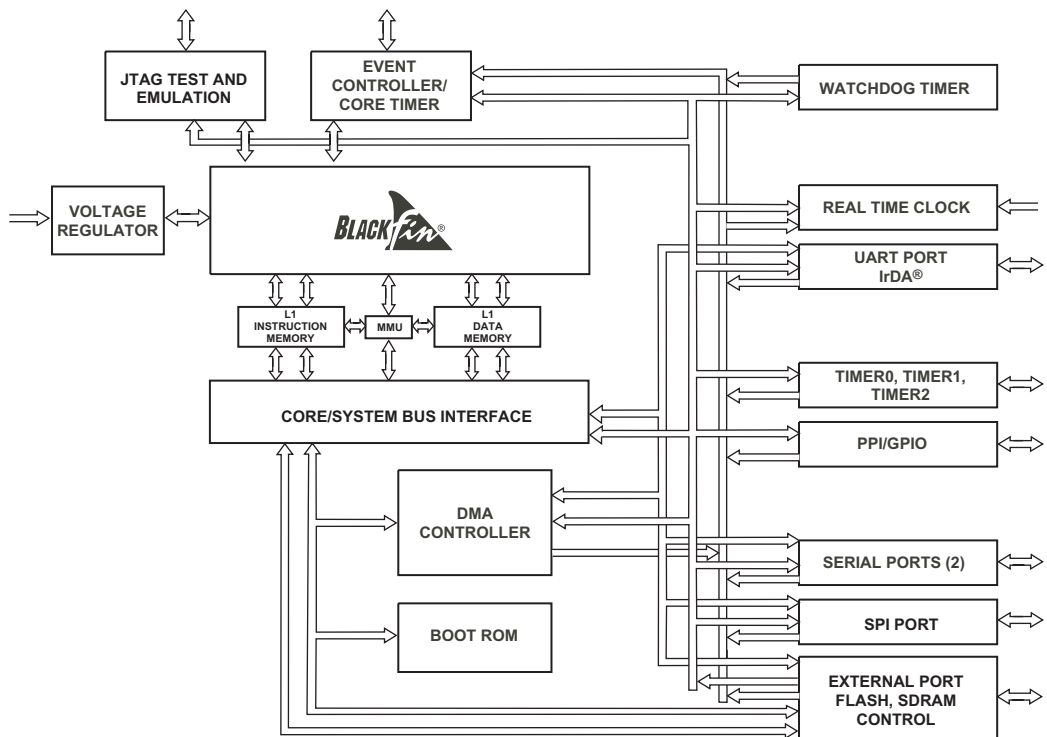 JTAG TEST AND
EMULATION
EVENT
CONTROLLER/
CORE TIMER
WATCHDOG TIMER
VOLTAGE
REGULATOR
BLACKfin®
REAL TIME CLOCK
UART PORT
IrDA®
L1
INSTRUCTION
MEMORY
MMU
L1
DATA
MEMORY
TIMER0, TIMER1,
TIMER2
CORE/SYSTEM BUS INTERFACE
PPI/GPIO
DMA
CONTROLLER
SERIAL PORTS (2)
BOOT ROM
SPI PORT
EXTERNAL PORT
FLASH, SDRAM
CONTROL